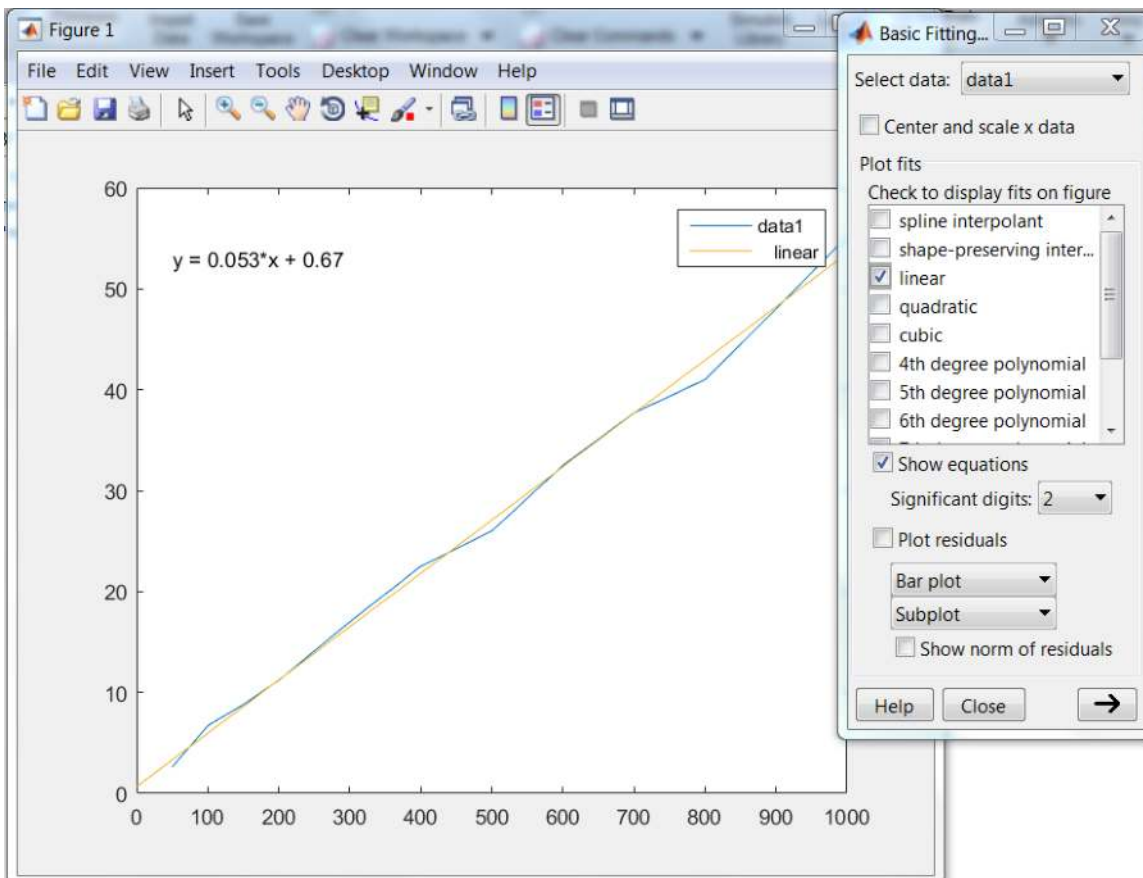 Figure 1
File Edit View Insert Tools Desktop Window Help
60
50
40
30
20
10
0
y = 0.053*x + 0.67
data1
linear
0 100 200 300 400 500 600 700 800 900 1000
Basic Fitting...
Select data: data1
Center and scale x data
Plot fits
Check to display fits on figure
spline interpolant
shape-preserving inter...
linear
quadratic
cubic
4th degree polynomial
5th degree polynomial
6th degree polynomial
Show equations
Significant digits: 2
Plot residuals
Bar plot
Subplot
Show norm of residuals
Help Close